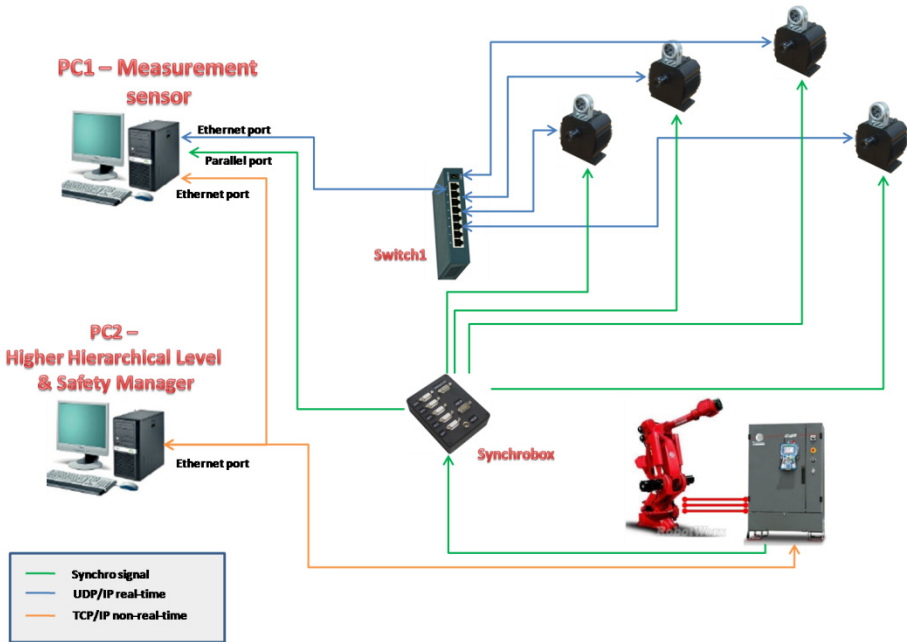 PC1 – Measurement
sensor
Ethernet port
Parallel port
Ethernet port
Switch1
PC2 –
Higher Hierarchical Level
& Safety Manager
Ethernet port
Synchrobox
RobotWorx
Synchro signal
UDP/IP real-time
TCP/IP non-real-time